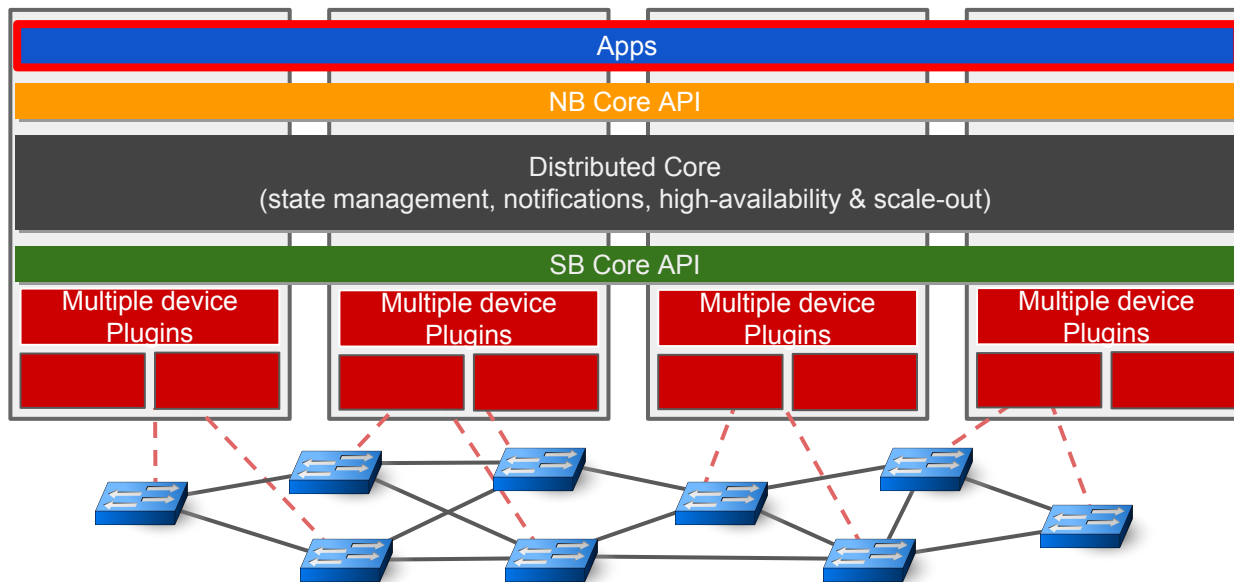 Apps
NB Core API
Distributed Core
(state management, notifications, high-availability & scale-out)
SB Core API
Multiple device
Plugins
Multiple device
Plugins
Multiple device
Plugins
Multiple device
Plugins